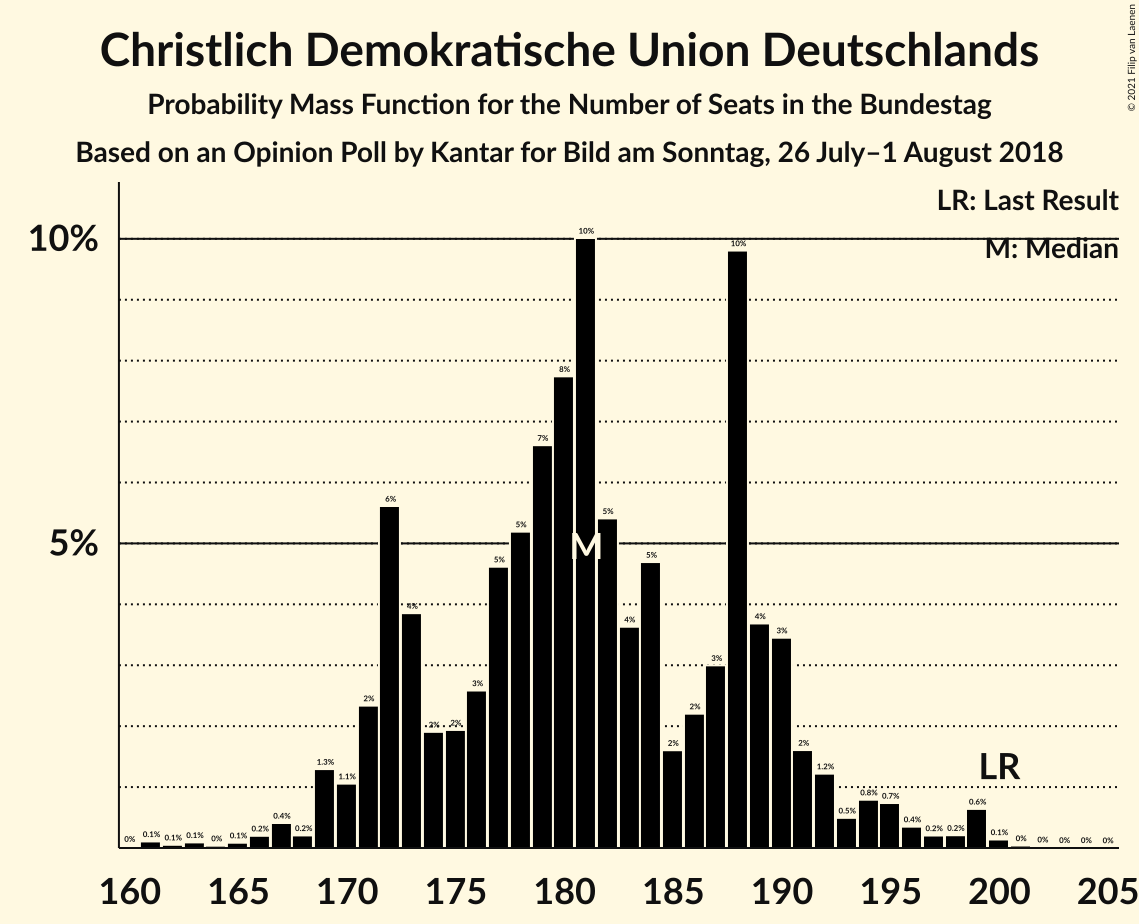 Christlich Demokratische Union Deutschlands
Probability Mass Function for the Number of Seats in the Bundestag
Based on an Opinion Poll by Kantar for Bild am Sonntag, 26 July–1 August 2018
© 2021 Filip van Laenen
LR: Last Result
M: Median
10%
5%
0% 0.1% 0.1% 0.1% 0% 0.1% 0.2% 0.4% 0.2% 1.3% 1.1% 2% 6% 4% 2% 2% 3% 5% 5% 7% 8% 10% 5% 4% 5% 2% 2% 3% 10% 4% 3% 2% 1.2% 0.5% 0.8% 0.7% 0.4% 0.2% 0.2% 0.6% 0.1% 0% 0% 0% 0% 0%
M
LR
160 165 170 175 180 185 190 195 200 205